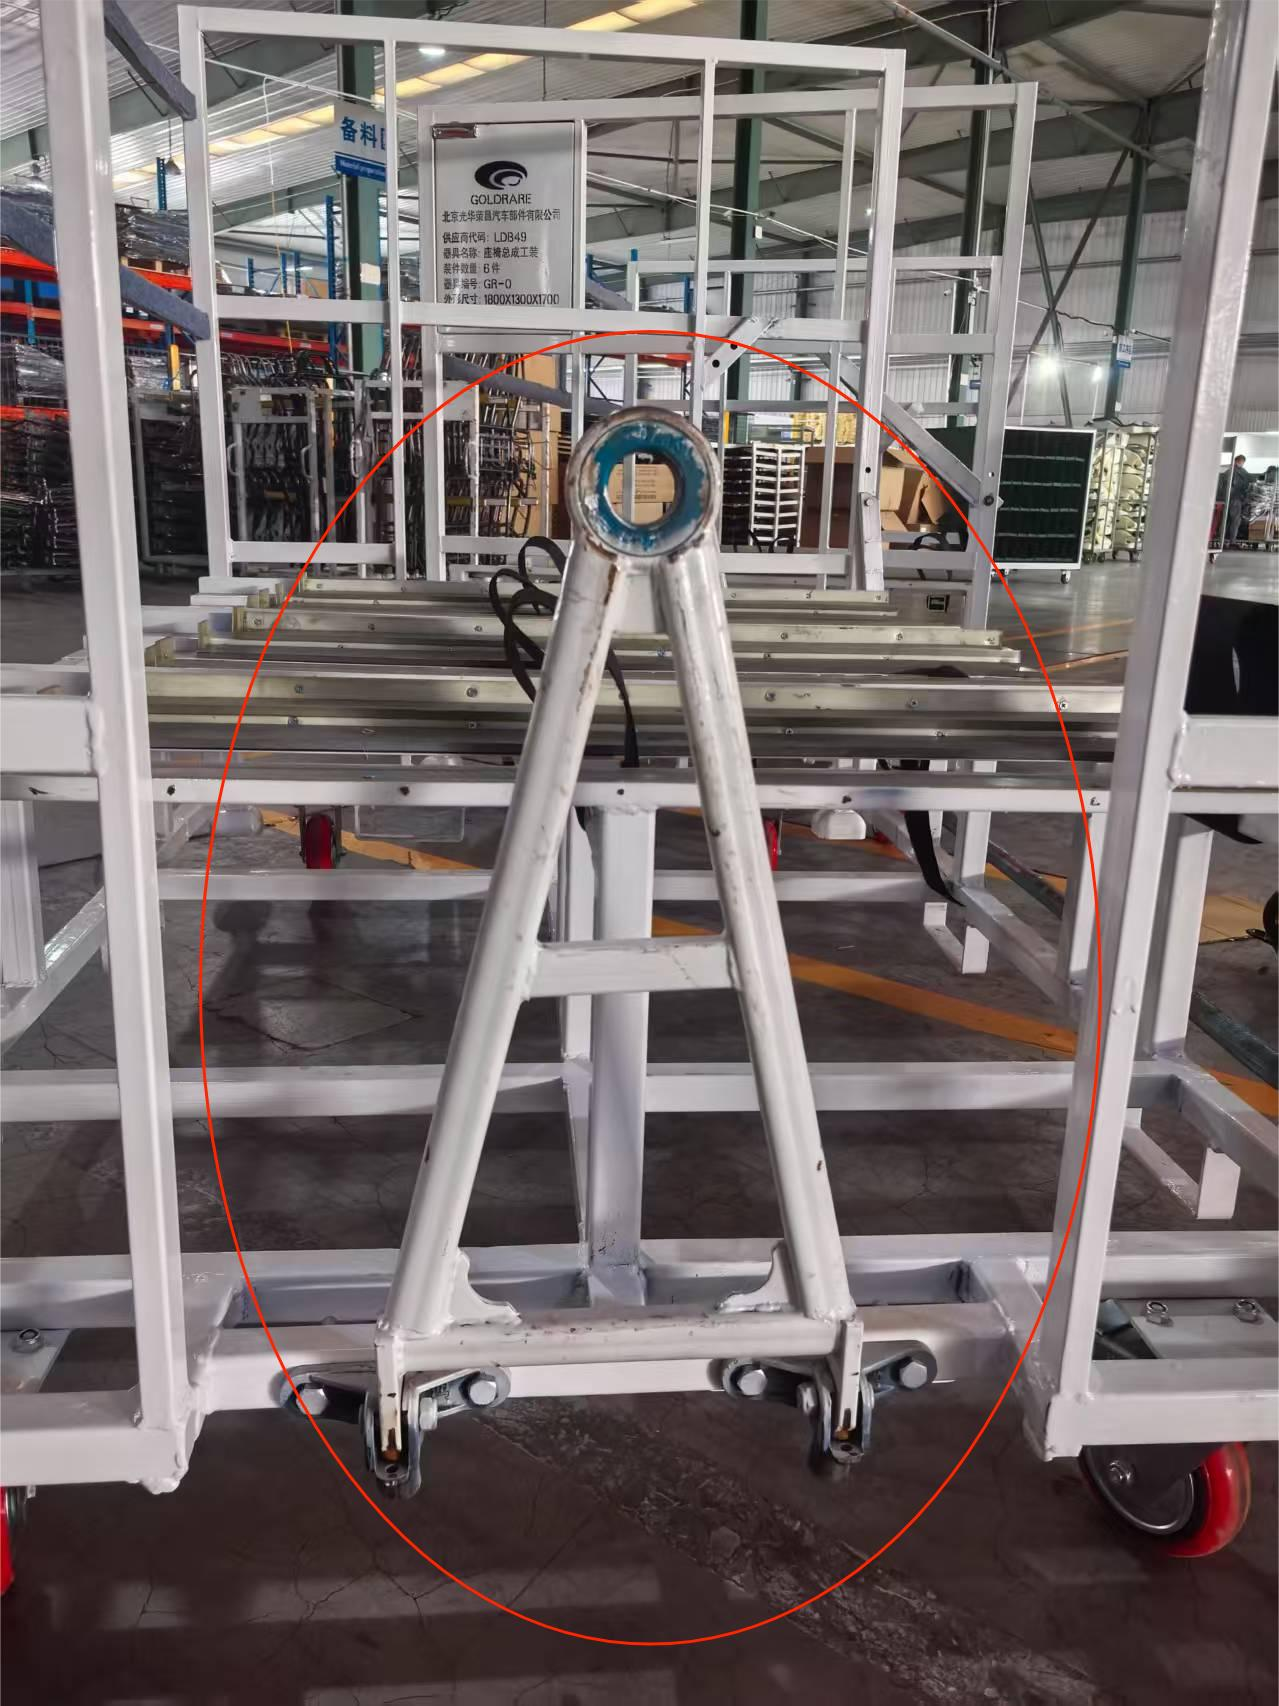 备料
GOLDRARE
北京光华荣昌汽车部件有限公司
供应商代码: LDB49
器具名称: 座椅总成工装
装件数量: 6 件
器具编号: GR-0
外形尺寸: 1800X1300X1700